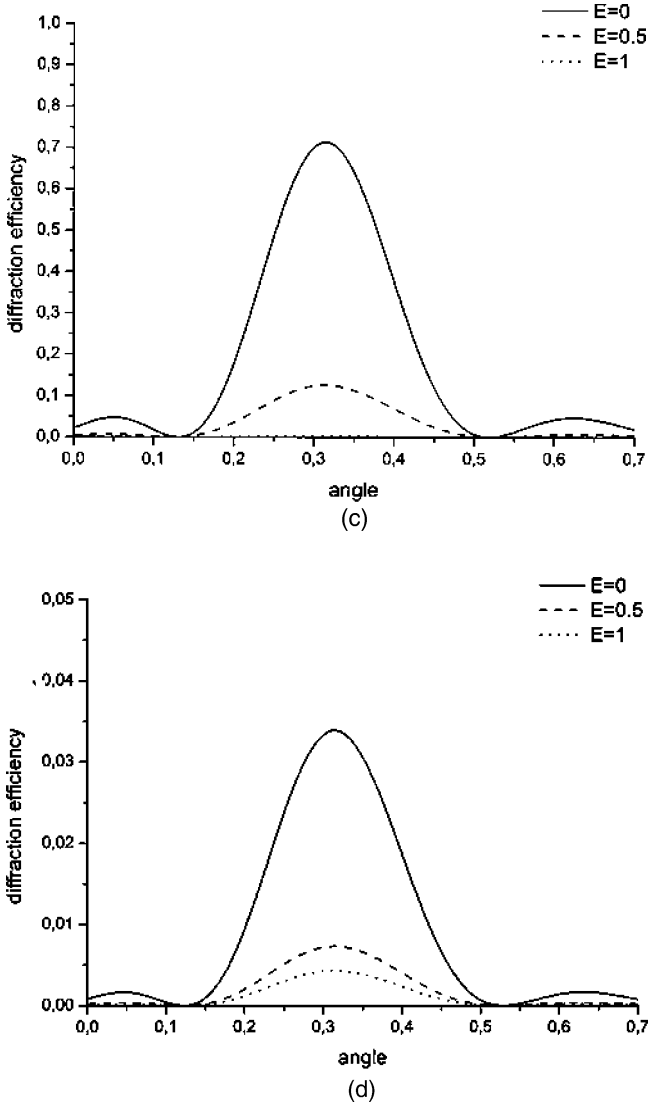 E=0
E=0.5
E=1
1,0
0,9
0,8
0,7
0,6
0,5
0,4
0,3
0,2
0,1
0,0
diffraction efficiency
0,0 0,1 0,2 0,3 0,4 0,5 0,6 0,7
angle
(c)
E=0
E=0.5
E=1
0,05
0,04
0,03
0,02
0,01
0,00
diffraction efficiency
0,0 0,1 0,2 0,3 0,4 0,5 0,6 0,7
angle
(d)